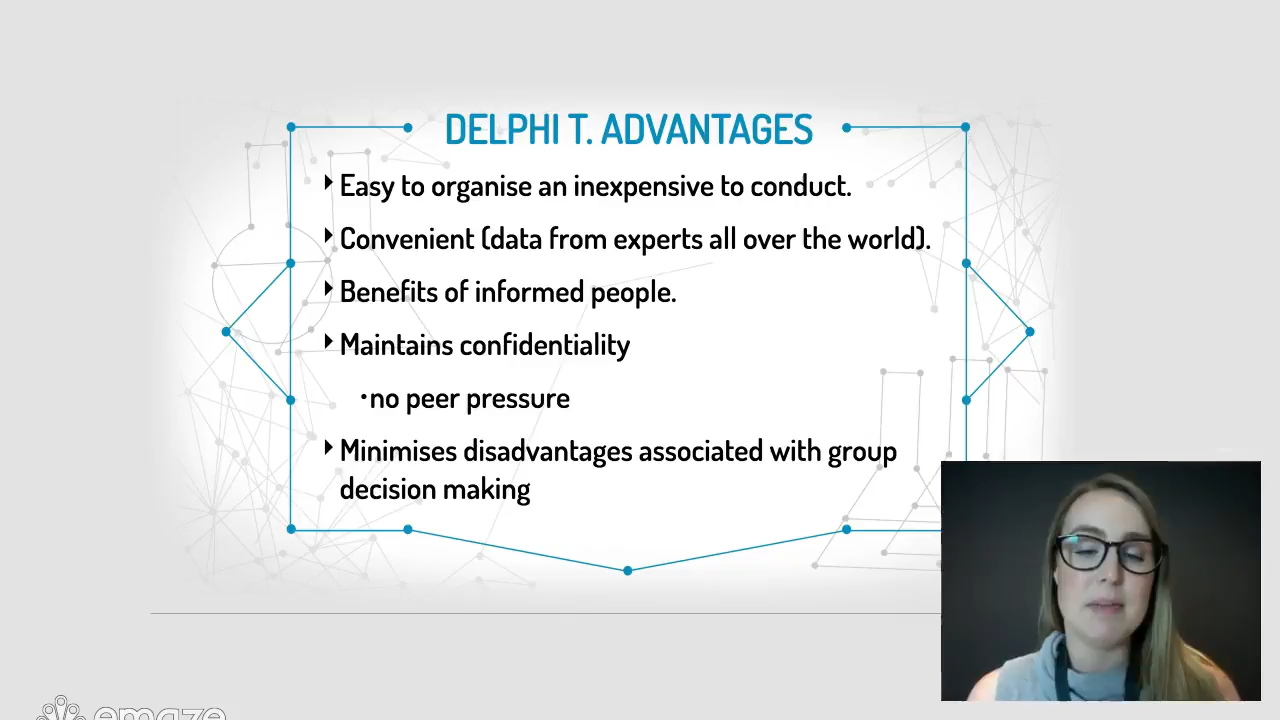 DELPHI T. ADVANTAGES
Easy to organise an inexpensive to conduct.
Convenient (data from experts all over the world).
Benefits of informed people.
Maintains confidentiality
•no peer pressure
Minimises disadvantages associated with group
decision making
emaze